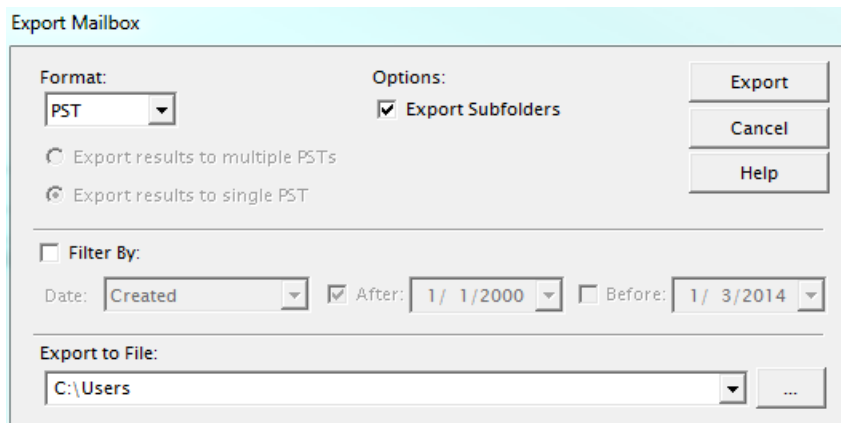 Export Mailbox
Format:
Options:
Export
PST
Export Subfolders
Cancel
Export results to multiple PSTs
Help
Export results to single PST
Filter By:
Date: Created After: 1/ 1/2000 Before: 1/ 3/2014
Export to File:
C:\Users ...